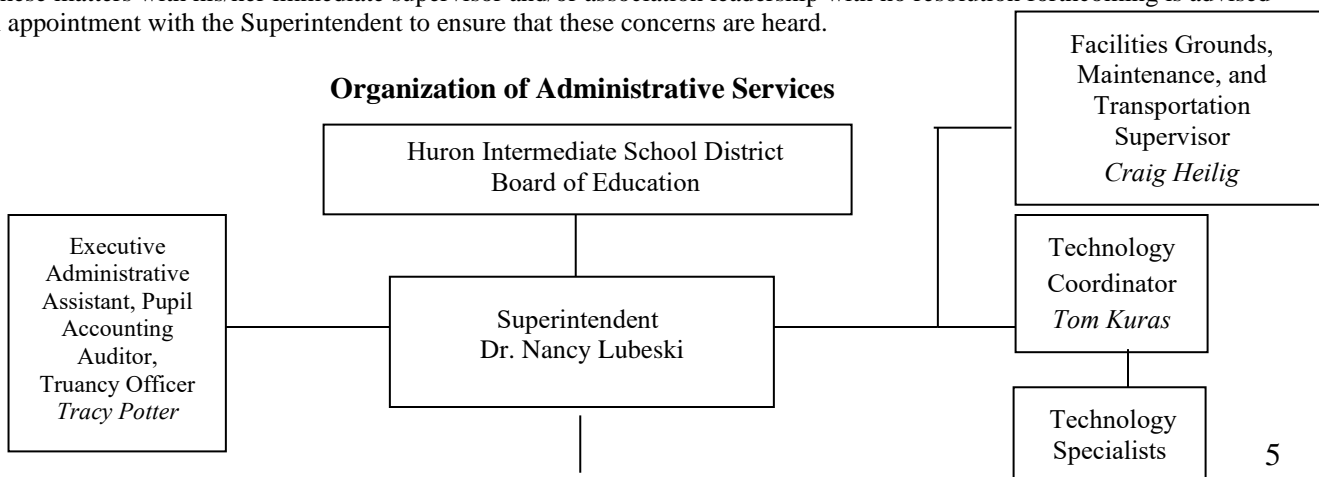 appointment with the Superintendent to ensure that these concerns are heard.
Organization of Administrative Services
Huron Intermediate School District
Board of Education
Facilities Grounds,
Maintenance, and
Transportation
Supervisor
Craig Heilig
Executive
Administrative
Assistant, Pupil
Accounting
Auditor,
Truancy Officer
Tracy Potter
Superintendent
Dr. Nancy Lubeski
Technology
Coordinator
Tom Kuras
Technology
Specialists
5